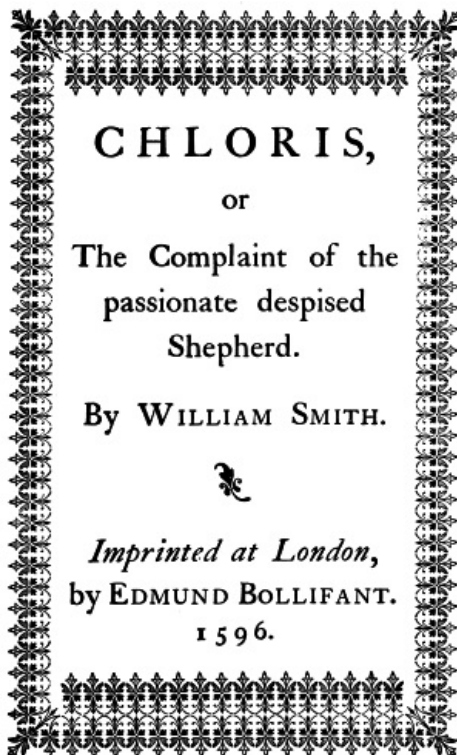 CHLORIS,
or
The Complaint of the
passionate despised
Shepherd.
By WILLIAM SMITH.
Imprinted at London,
by EDMUND BOLLIFANT.
1596.